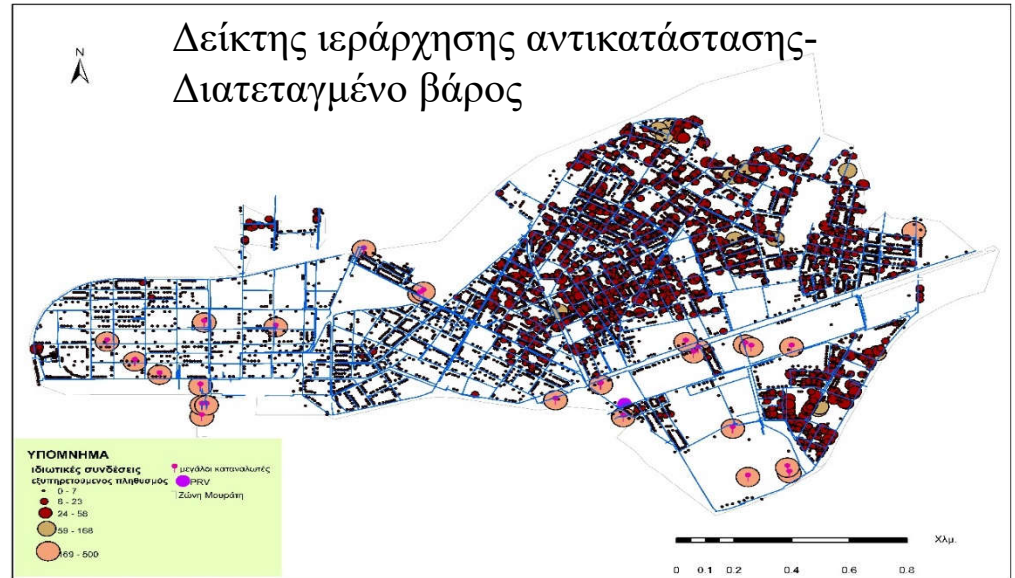 Δείκτης ιεράρχησης αντικατάστασης-
Διατεταγμένο βάρος
N
ΥΠΟΜΝΗΜΑ
ιδιωτικές συνδέσεις
εξυπηρετούμενος πληθυσμός
0 - 7
8 - 23
24 - 58
59 - 168
169 - 500
μεγάλοι καταναλωτές
PRV
Ζώνη Μουράτη
Χλμ.
0 0.1 0.2 0.4 0.6 0.8